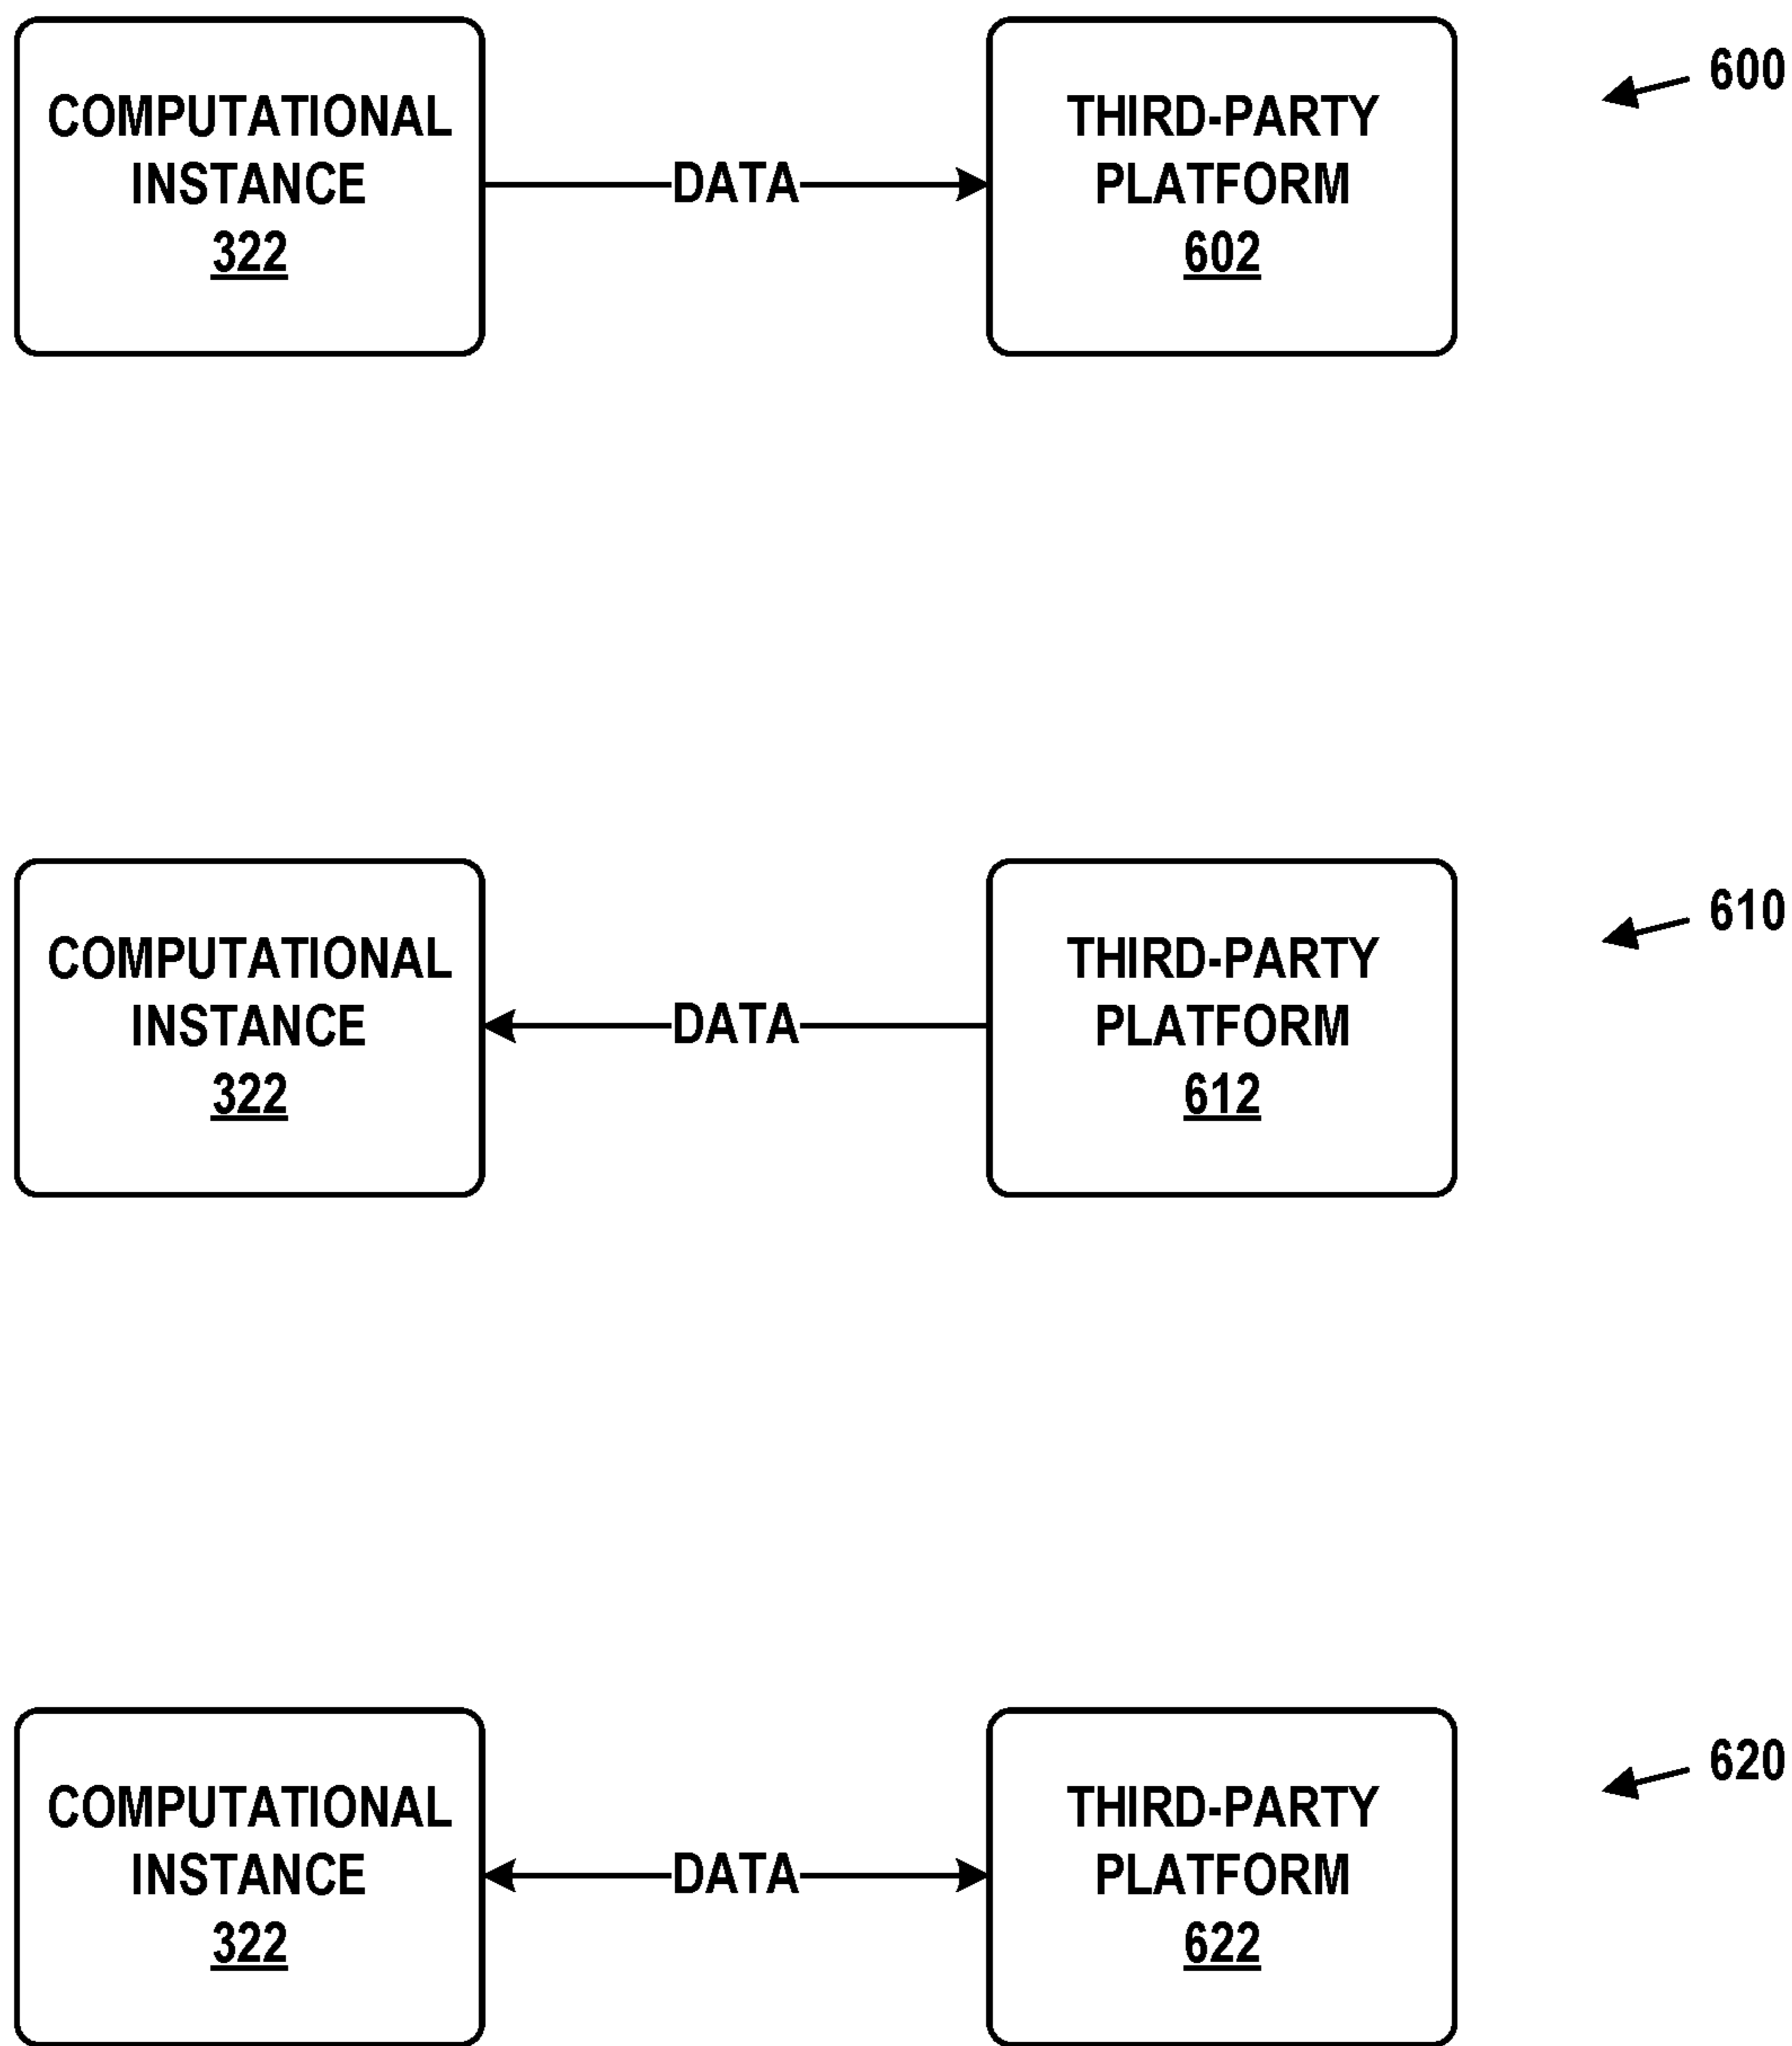 COMPUTATIONAL
INSTANCE
322
DATA
THIRD-PARTY
PLATFORM
602
600
COMPUTATIONAL
INSTANCE
322
DATA
THIRD-PARTY
PLATFORM
612
610
COMPUTATIONAL
INSTANCE
322
DATA
THIRD-PARTY
PLATFORM
622
620